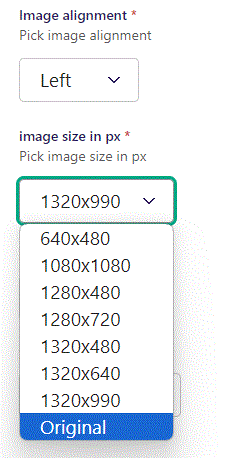 Image alignment *
Pick image alignment
Left
image size in px *
Pick image size in px
1320x990
640x480
1080x1080
1280x480
1280x720
1320x480
1320x640
1320x990
Original